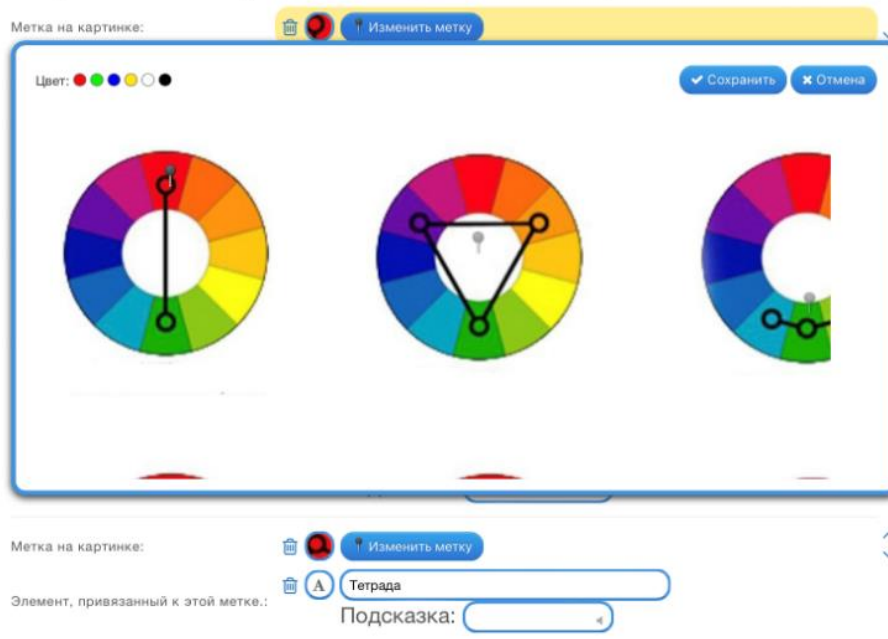 Метка на картинке:
Изменить метку
Цвет:
Сохранить
Отмена
Метка на картинке:
Изменить метку
A
Тетрада
Элемент, привязанный к этой метке.:
Подсказка: